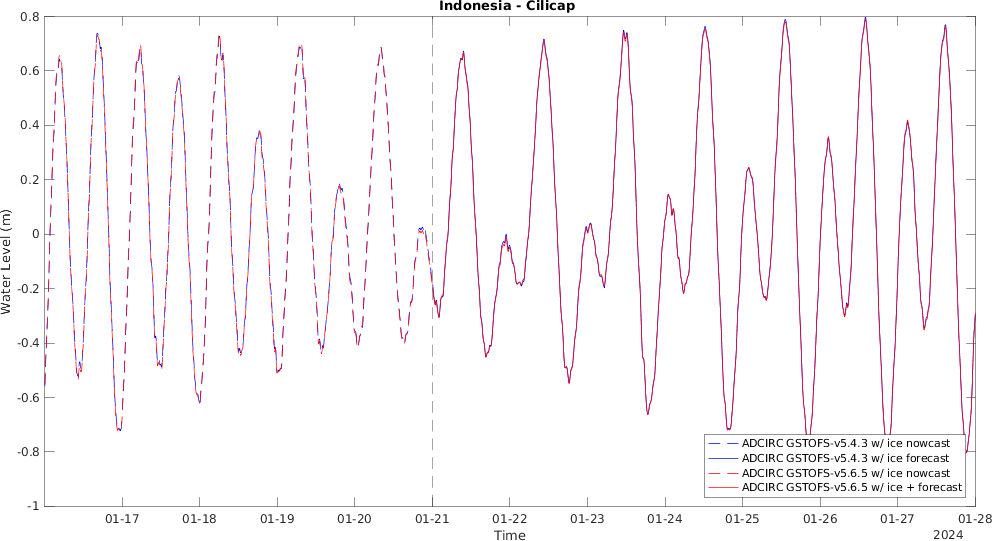 Indonesia - Cilicap
Water Level (m)
0.8
0.6
0.4
0.2
0
-0.2
-0.4
-0.6
-0.8
-1
ADCIRC GSTOFS-v5.4.3 w/ ice nowcast
ADCIRC GSTOFS-v5.4.3 w/ ice forecast
ADCIRC GSTOFS-v5.6.5 w/ ice nowcast
ADCIRC GSTOFS-v5.6.5 w/ ice + forecast
01-17 01-18 01-19 01-20 01-21 01-22 01-23 01-24 01-25 01-26 01-27 01-28
Time
2024